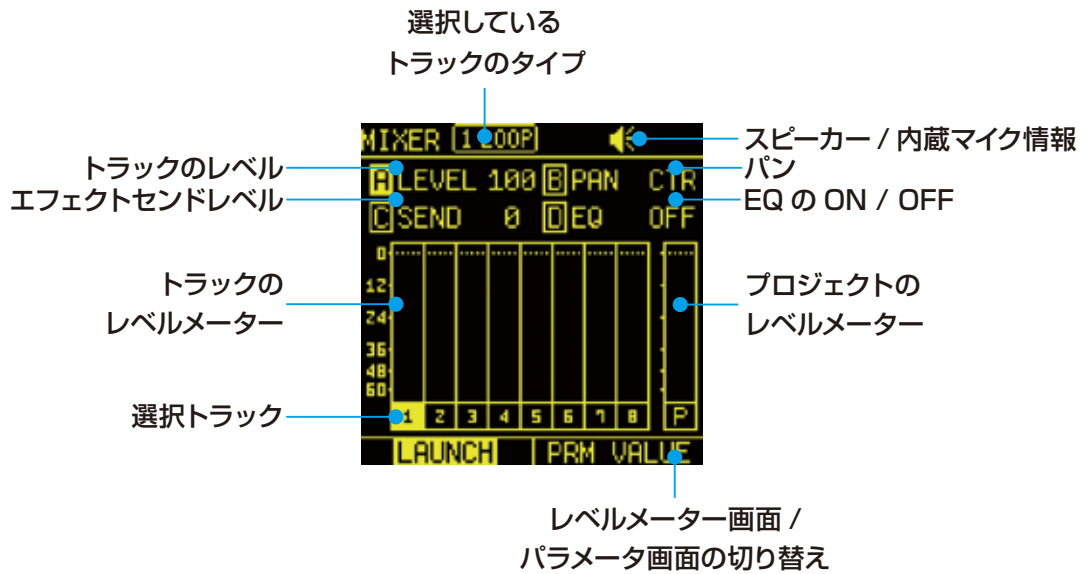 選択している
トラックのタイプ
MIXER 1 LOOP
スピーカー / 内蔵マイク情報
トラックのレベル
A LEVEL 100 B PAN CTR
パン
エフェクトセンドレベル
C SEND 0 D EQ OFF
EQ の ON / OFF
0
12
24
36
48
60
トラックの
レベルメーター
プロジェクトの
レベルメーター
選択トラック
1 2 3 4 5 6 7 8 P
LAUNCH PRM VALUE
レベルメーター画面 /
パラメータ画面の切り替え